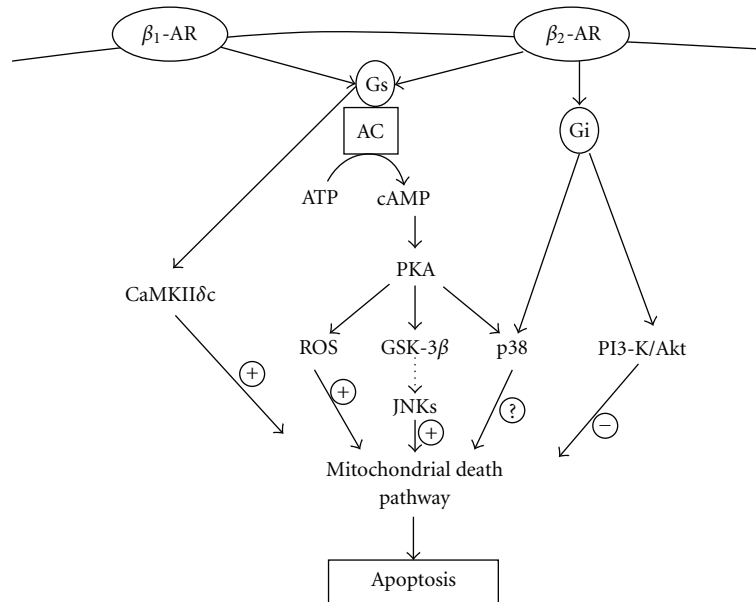 β1-AR
β2-AR
Gs
AC
Gi
ATP
cAMP
PKA
CaMKIIδc
ROS
GSK-3β
p38
PI3-K/Akt
+
+
JNKs
?
+
−
Mitochondrial death
pathway
Apoptosis